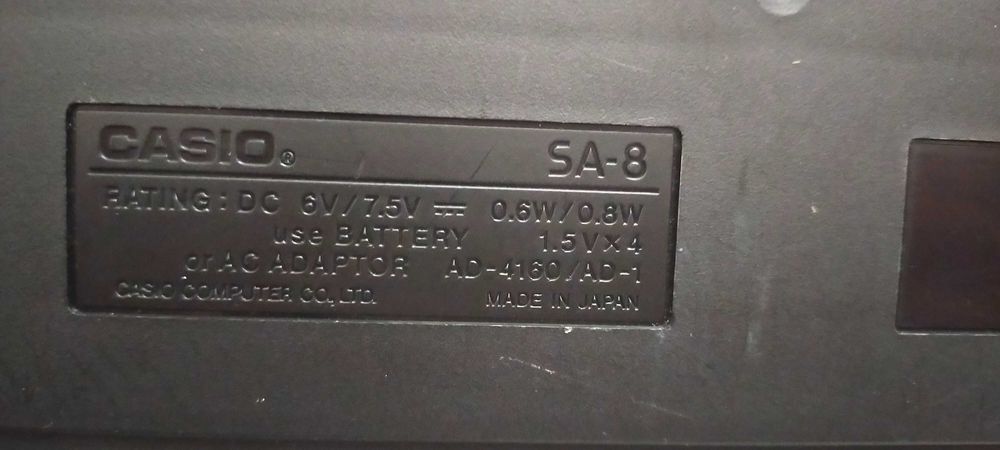 CASIO® SA-8
RATING : DC 6V/7.5V ⎓ 0.6W/0.8W
use BATTERY 1.5V×4
or AC ADAPTOR AD-4160/AD-1
CASIO COMPUTER CO., LTD. MADE IN JAPAN